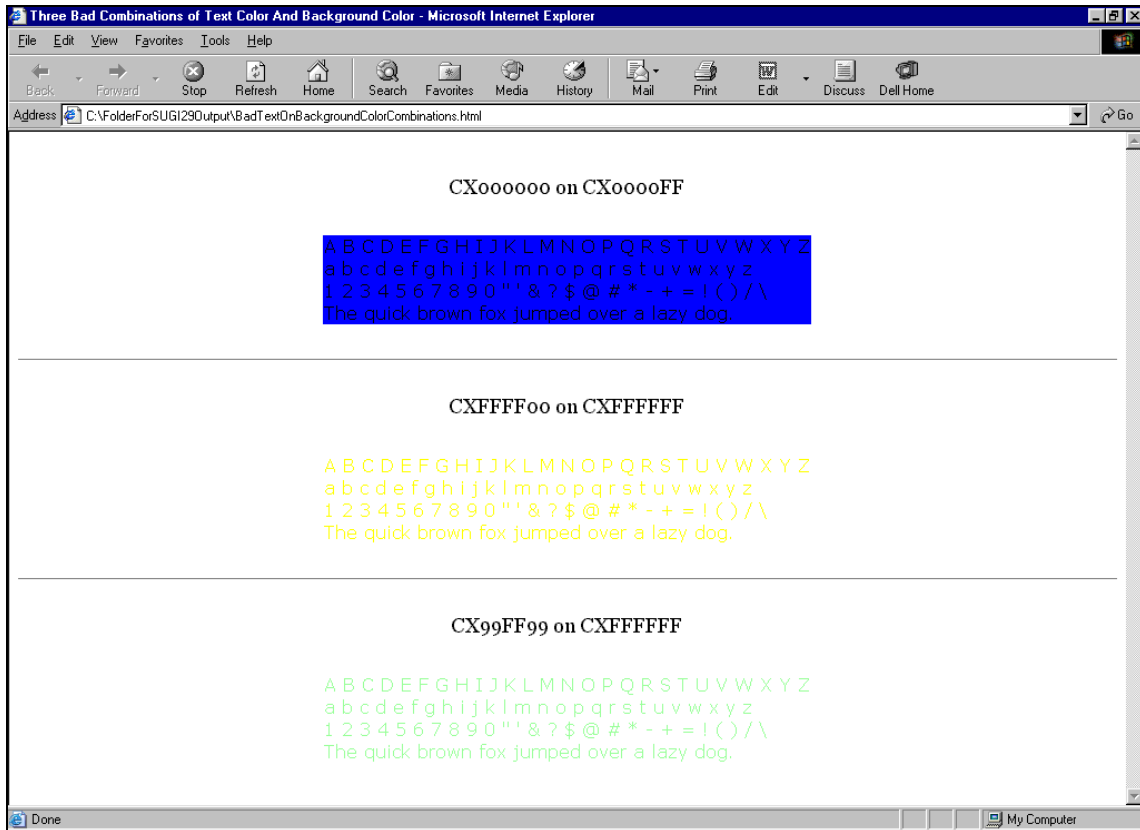 Three Bad Combinations of Text Color And Background Color - Microsoft Internet Explorer
File Edit View Favorites Tools Help
Back Forward Stop Refresh Home Search Favorites Media History Mail Print Edit Discuss Dell Home
Address C:\FolderForSUGI29Output\BadTextOnBackgroundColorCombinations.html Go
CX000000 on CX0000FF
A B C D E F G H I J K L M N O P Q R S T U V W X Y Z
a b c d e f g h i j k l m n o p q r s t u v w x y z
1 2 3 4 5 6 7 8 9 0 " ' & ? $ @ # * - + = ! ( ) / \
The quick brown fox jumped over a lazy dog.
CXFFFF00 on CXFFFFFF
A B C D E F G H I J K L M N O P Q R S T U V W X Y Z
a b c d e f g h i j k l m n o p q r s t u v w x y z
1 2 3 4 5 6 7 8 9 0 " ' & ? $ @ # * - + = ! ( ) / \
The quick brown fox jumped over a lazy dog.
CX99FF99 on CXFFFFFF
A B C D E F G H I J K L M N O P Q R S T U V W X Y Z
a b c d e f g h i j k l m n o p q r s t u v w x y z
1 2 3 4 5 6 7 8 9 0 " ' & ? $ @ # * - + = ! ( ) / \
The quick brown fox jumped over a lazy dog.
Done My Computer